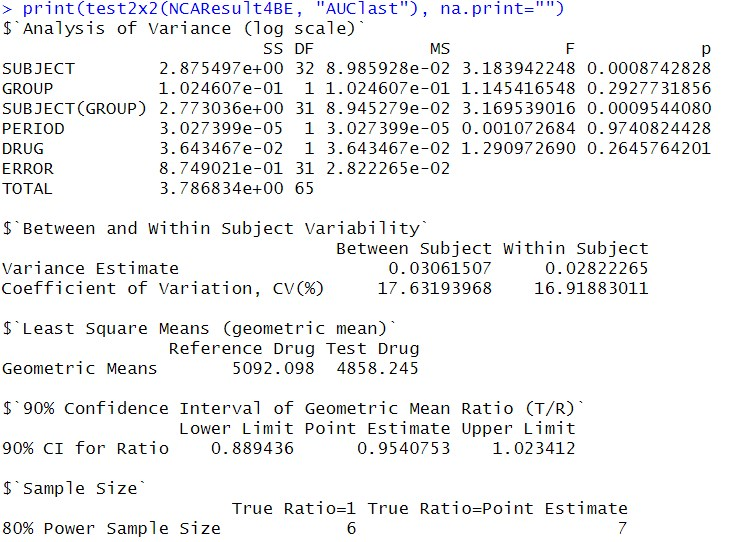 > print(test2x2(NCAResult4BE, "AUClast"), na.print="")
$`Analysis of Variance (log scale)`
SS DF MS F p
SUBJECT 2.875497e+00 32 8.985928e-02 3.183942248 0.0008742828
GROUP 1.024607e-01 1 1.024607e-01 1.145416548 0.2927731856
SUBJECT(GROUP) 2.773036e+00 31 8.945279e-02 3.169539016 0.0009544080
PERIOD 3.027399e-05 1 3.027399e-05 0.001072684 0.9740824428
DRUG 3.643467e-02 1 3.643467e-02 1.290972690 0.2645764201
ERROR 8.749021e-01 31 2.822265e-02
TOTAL 3.786834e+00 65
$`Between and Within Subject Variability`
Between Subject Within Subject
Variance Estimate 0.03061507 0.02822265
Coefficient of Variation, CV(%) 17.63193968 16.91883011
$`Least Square Means (geometric mean)`
Reference Drug Test Drug
Geometric Means 5092.098 4858.245
$`90% Confidence Interval of Geometric Mean Ratio (T/R)`
Lower Limit Point Estimate Upper Limit
90% CI for Ratio 0.889436 0.9540753 1.023412
$`Sample Size`
True Ratio=1 True Ratio=Point Estimate
80% Power Sample Size 6 7